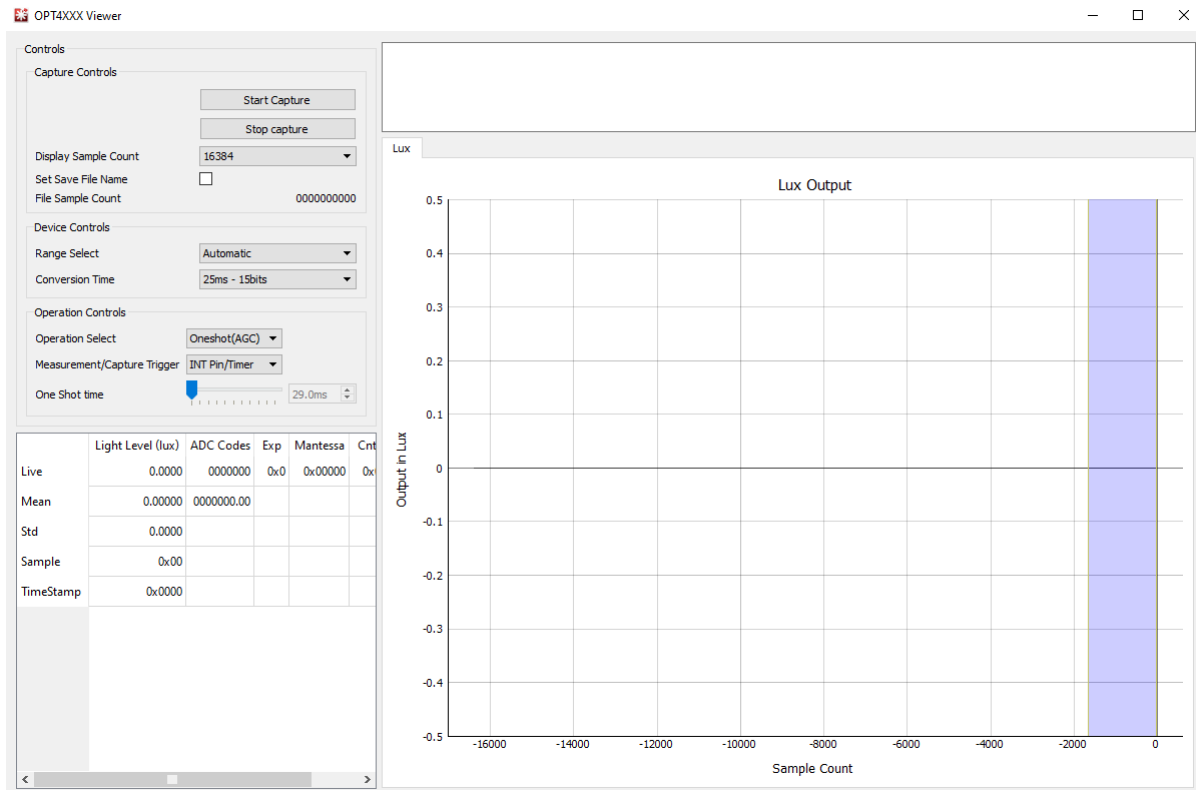 OPT4XXX Viewer
Controls
Capture Controls
Start Capture
Stop capture
Display Sample Count 16384
Set Save File Name
File Sample Count 0000000000
Device Controls
Range Select Automatic
Conversion Time 25ms - 15bits
Operation Controls
Operation Select Oneshot(AGC)
Measurement/Capture Trigger INT Pin/Timer
One Shot time 29.0ms
Light Level (lux) ADC Codes Exp Mantessa Cnt
Live 0.0000 0000000 0x0 0x00000 0x
Mean 0.00000 0000000.00
Std 0.0000
Sample 0x00
TimeStamp 0x0000
Lux
Lux Output
0.5
0.4
0.3
0.2
0.1
0
-0.1
-0.2
-0.3
-0.4
-0.5
Output in Lux
-16000 -14000 -12000 -10000 -8000 -6000 -4000 -2000 0
Sample Count